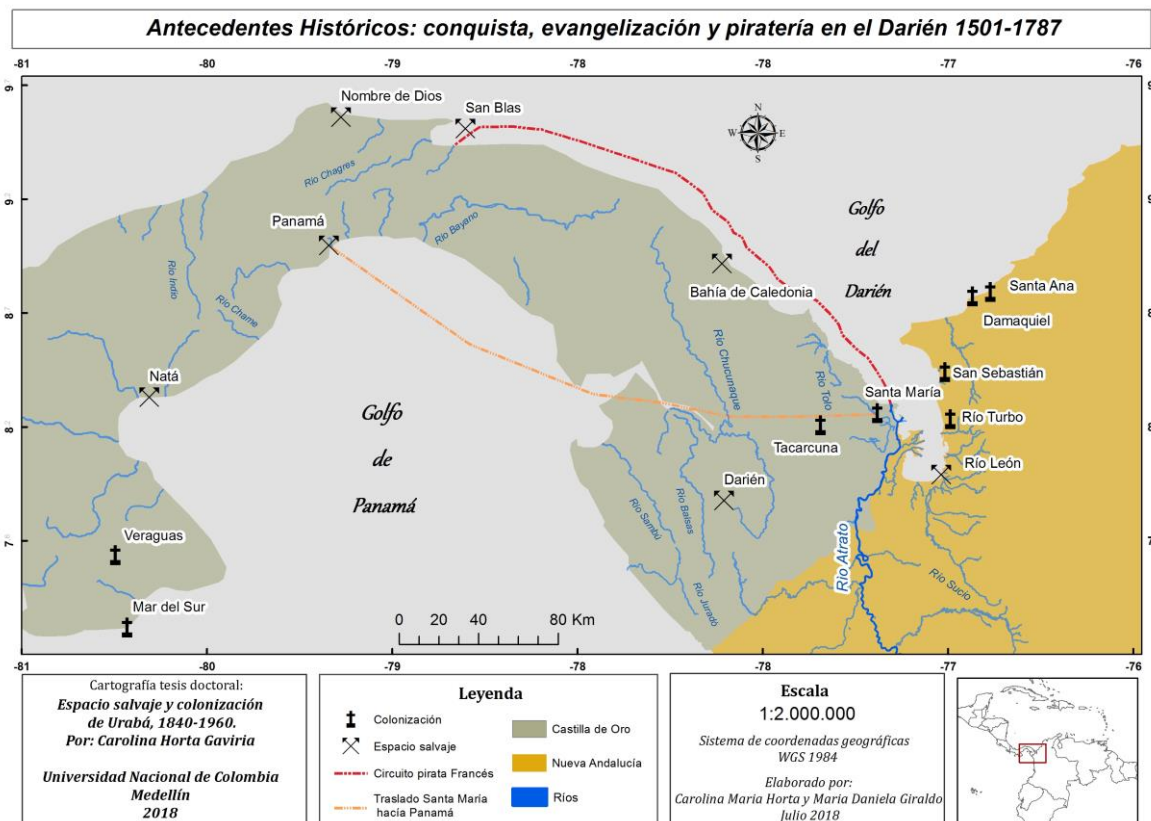 Antecedentes Históricos: conquista, evangelización y piratería en el Darién 1501-1787
-81
-80
-79
-78
-77
-76
Nombre de Dios
San Blas
N
W
E
S
Río Chagres
Panamá
Río Bayano
Golfo
del
Darién
Río Indio
Río Chame
Bahía de Caledonia
Santa Ana
Damaquiel
Río Chucunaque
Río Tolo
San Sebastián
Natá
Santa María
Río Turbo
Golfo
de
Panamá
Tacarcuna
Río León
Darién
Río Sambú
Río Balsas
Veraguas
Río Atrato
Río Sucio
Mar del Sur
Río Juradó
0
20
40
80 Km
-81
-80
-79
-78
-77
-76
Cartografía tesis doctoral:
Espacio salvaje y colonización
de Urabá, 1840-1960.
Por: Carolina Horta Gaviria
Universidad Nacional de Colombia
Medellín
2018
Leyenda
Colonización
Espacio salvaje
Circuito pirata Francés
Traslado Santa María
hacía Panamá
Castilla de Oro
Nueva Andalucía
Ríos
Escala
1:2.000.000
Sistema de coordenadas geográficas
WGS 1984
Elaborado por:
Carolina Maria Horta y Maria Daniela Giraldo
Julio 2018